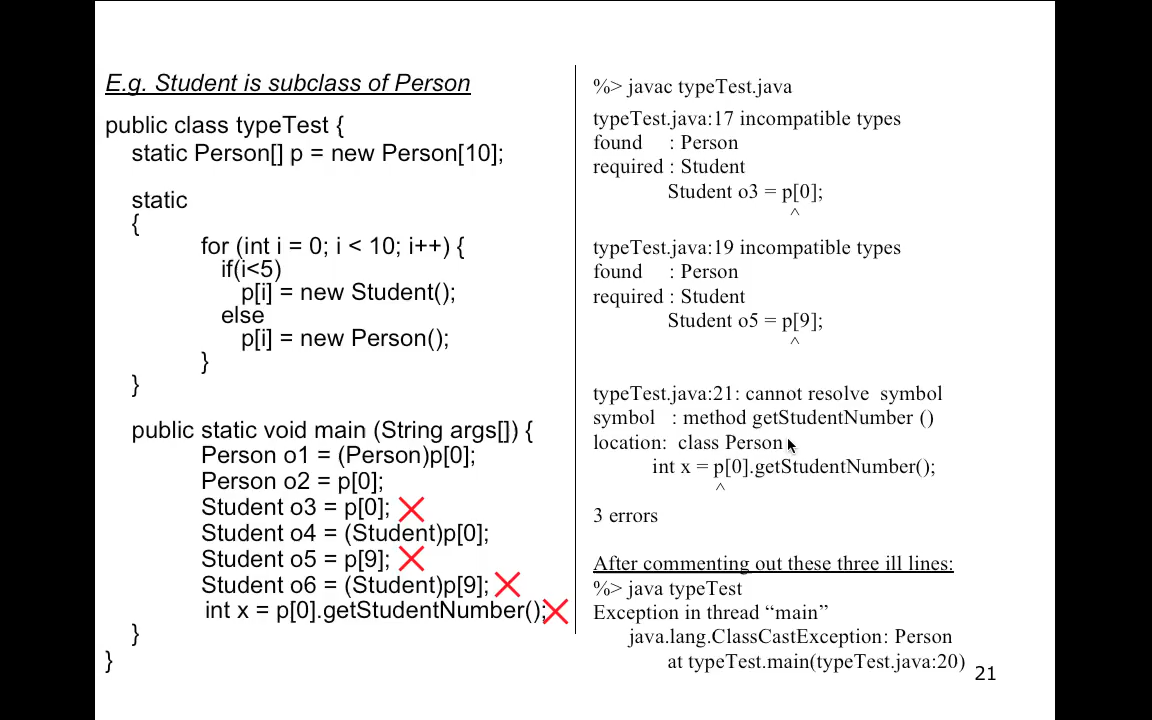 E.g. Student is subclass of Person
public class typeTest {
static Person[] p = new Person[10];
static
{
for (int i = 0; i < 10; i++) {
if(i<5)
p[i] = new Student();
else
p[i] = new Person();
}
}
public static void main (String args[]) {
Person o1 = (Person)p[0];
Person o2 = p[0];
Student o3 = p[0];
Student o4 = (Student)p[0];
Student o5 = p[9];
Student o6 = (Student)p[9];
int x = p[0].getStudentNumber();
}
}
%> javac typeTest.java
typeTest.java:17 incompatible types
found : Person
required : Student
Student o3 = p[0];
^
typeTest.java:19 incompatible types
found : Person
required : Student
Student o5 = p[9];
^
typeTest.java:21: cannot resolve symbol
symbol : method getStudentNumber ()
location: class Person
int x = p[0].getStudentNumber();
^
3 errors
After commenting out these three ill lines:
%> java typeTest
Exception in thread “main”
java.lang.ClassCastException: Person
at typeTest.main(typeTest.java:20)
21